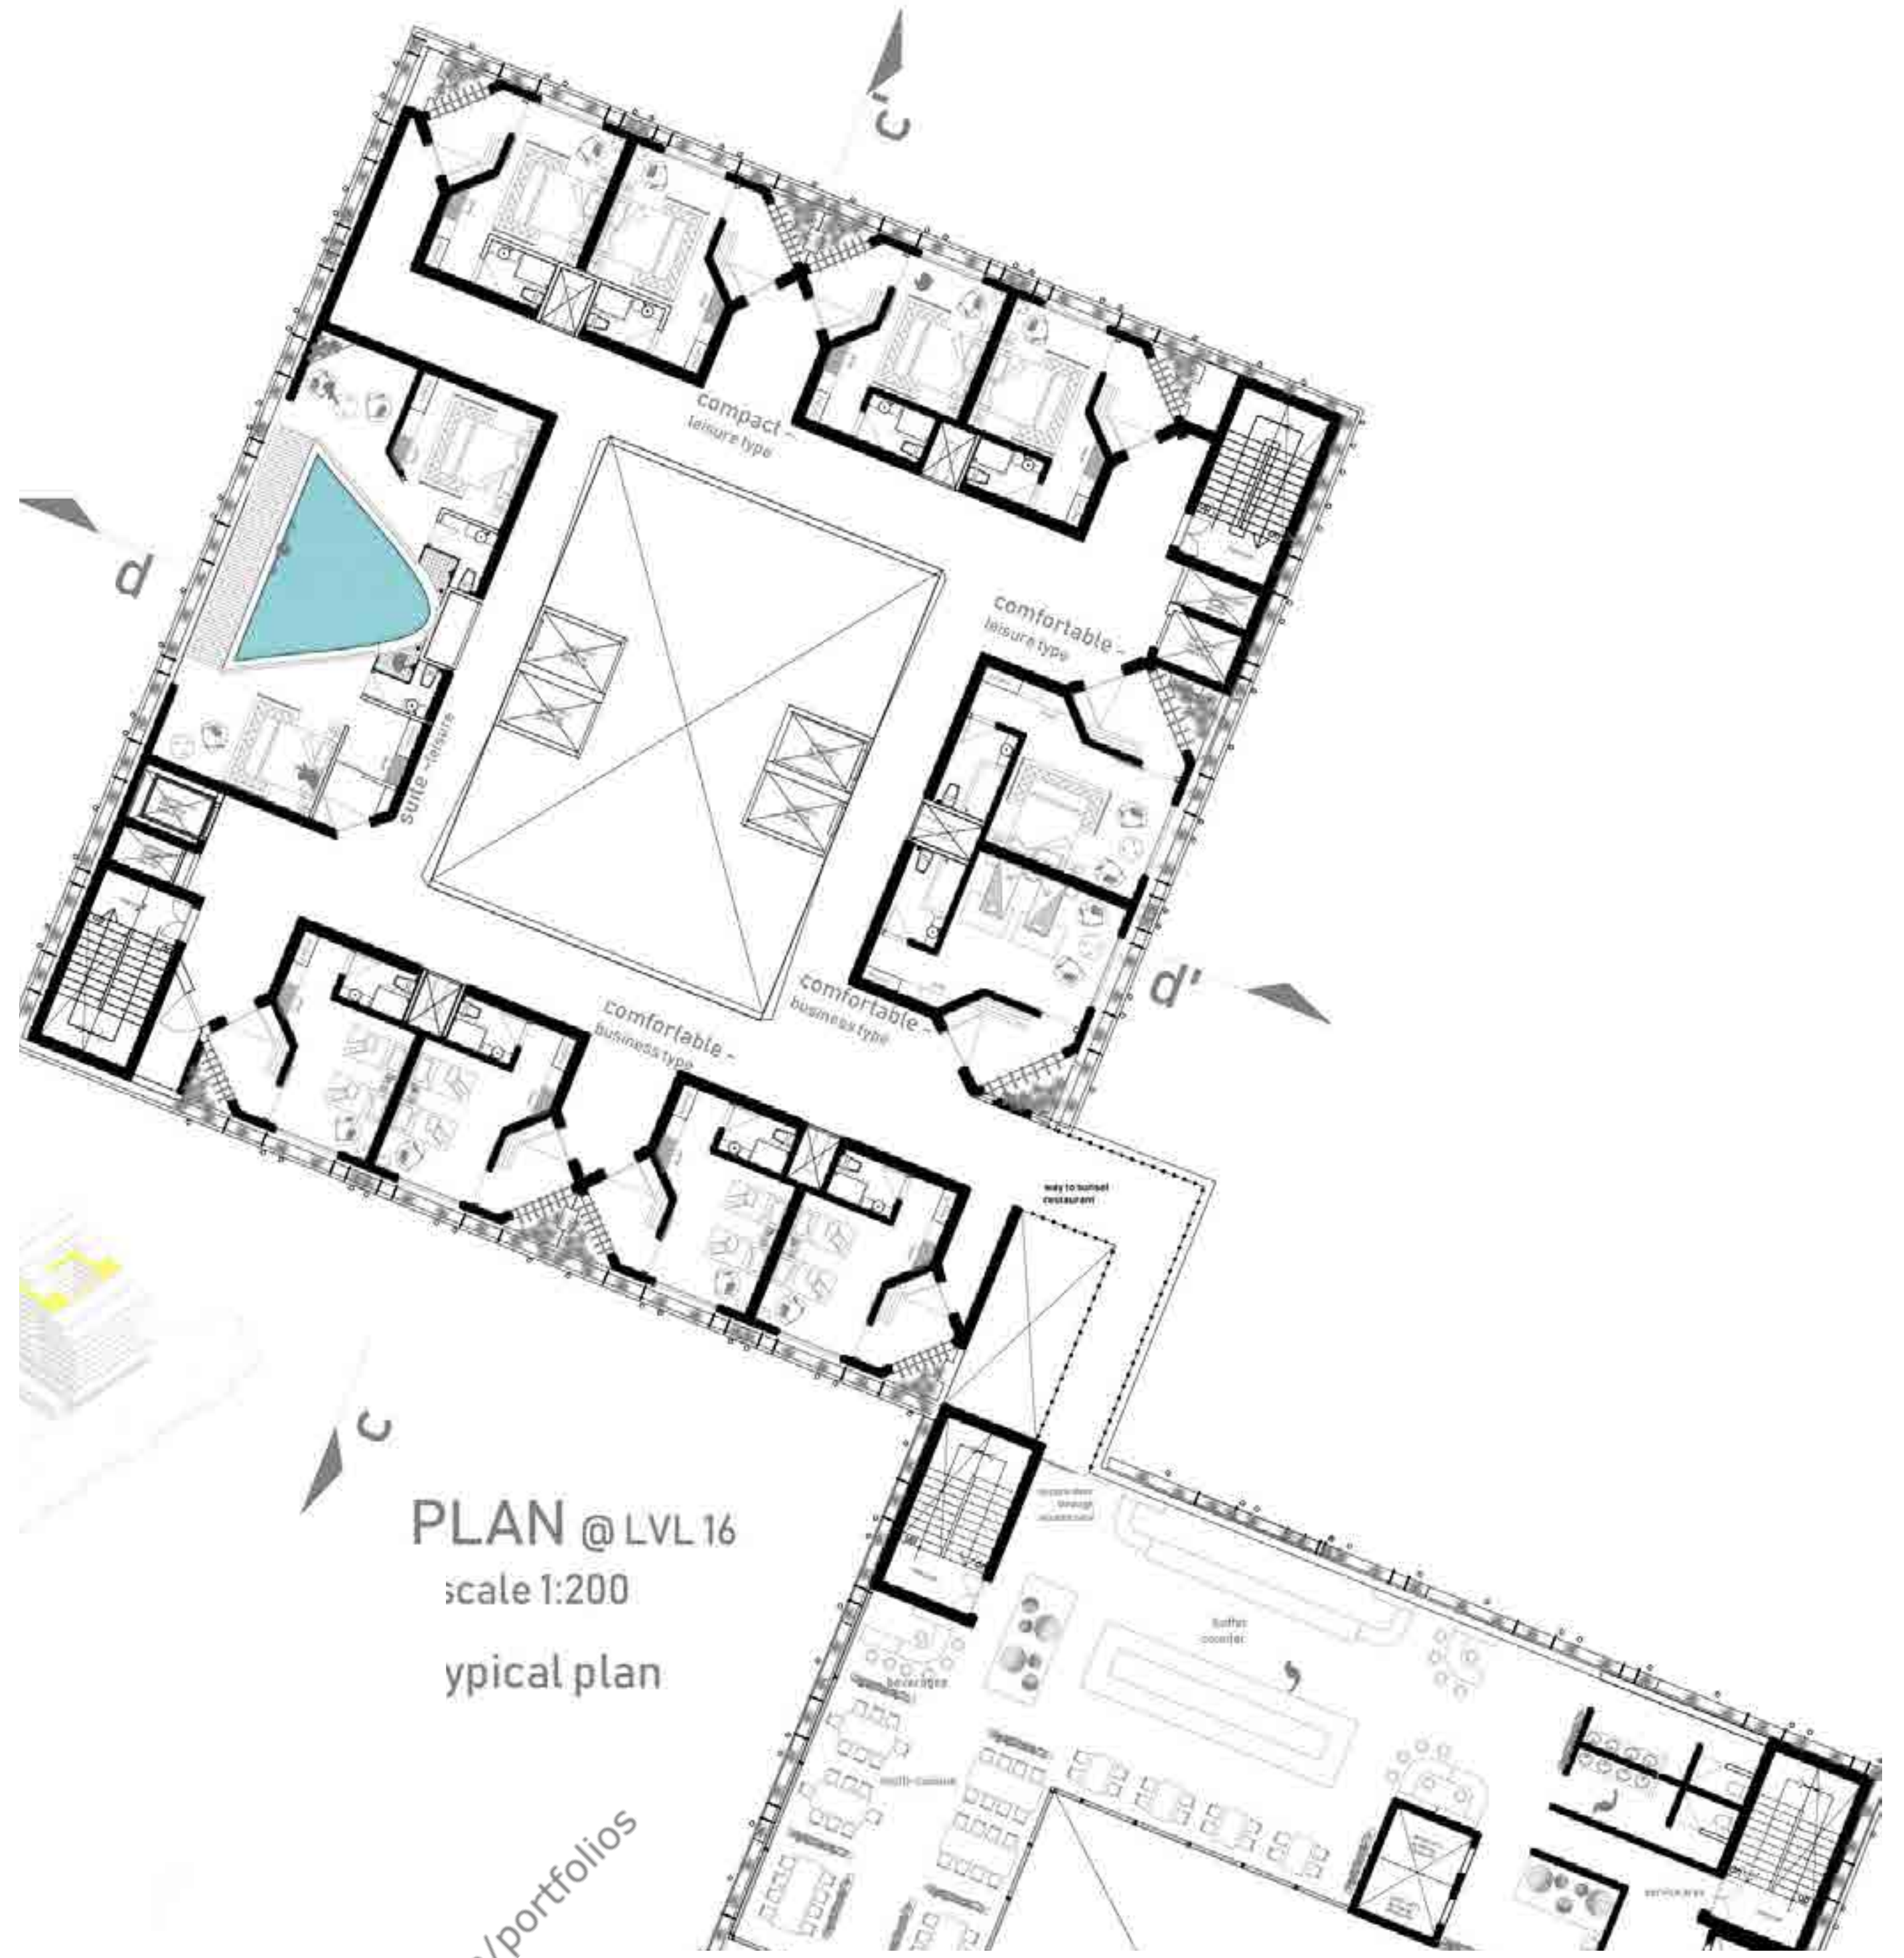 c'
compact -
leisure type
d
comfortable -
leisure type
suite -leisure
comfortable -
business type
d'
comfortable -
business type
way to sunset
restaurant
c
PLAN @ LVL 16
scale 1:200
ypical plan
buffet
counter
beverages
multi-cuisine
service area
/portfolios